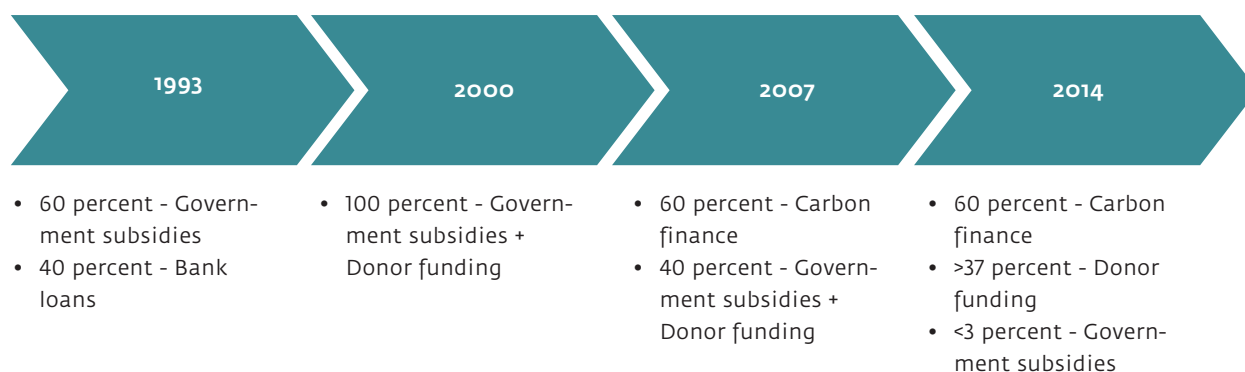 1993
• 60 percent - Govern-
ment subsidies
• 40 percent - Bank
loans
2000
• 100 percent - Govern-
ment subsidies +
Donor funding
2007
• 60 percent - Carbon
finance
• 40 percent - Govern-
ment subsidies +
Donor funding
2014
• 60 percent - Carbon
finance
• >37 percent - Donor
funding
• <3 percent - Govern-
ment subsidies